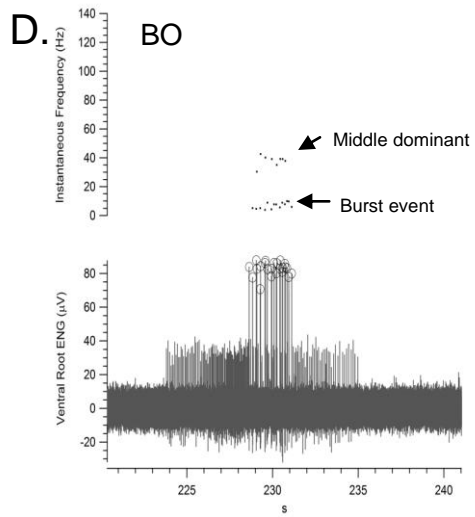 D. BO
140
120
100
80
60
40
20
0
Instantaneous Frequency (Hz)
Middle dominant
Burst event
80
60
40
20
0
-20
Ventral Root ENG (µV)
225 230 235 240
s